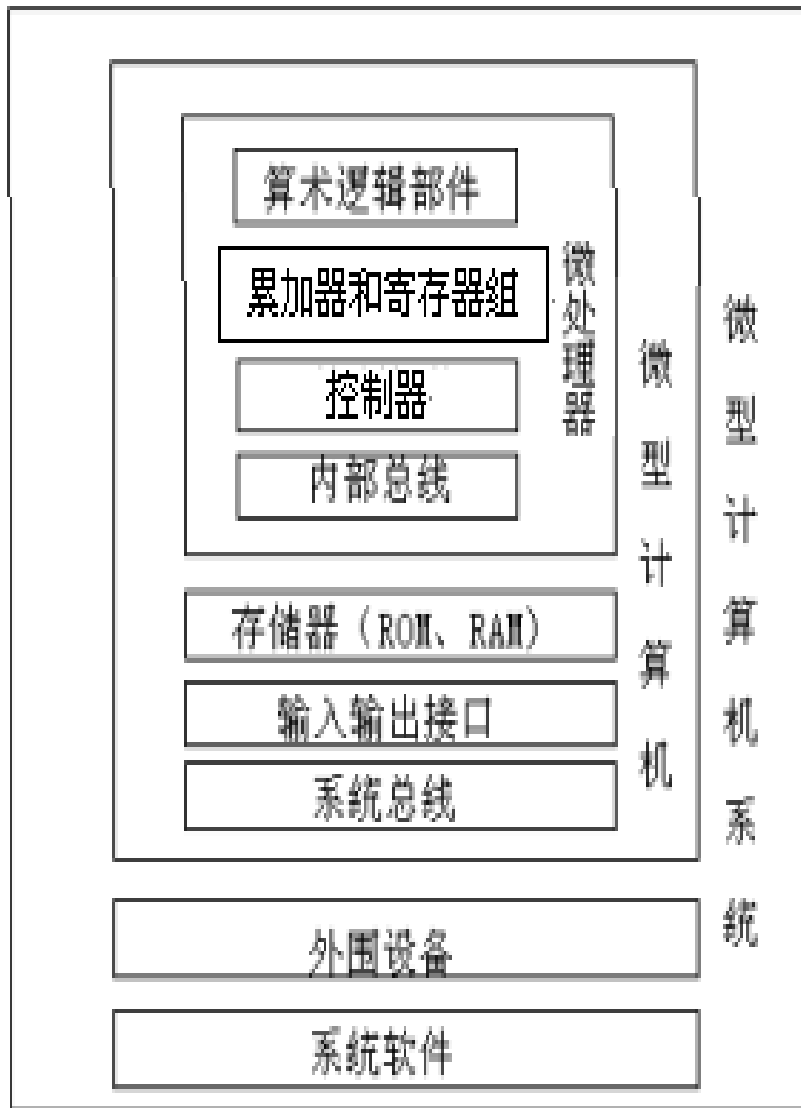 算术逻辑部件
累加器和寄存器组
控制器
内部总线
微处理器
存储器（ROM、RAM）
输入输出接口
系统总线
微型计算机
外围设备
系统软件
微型计算机系统